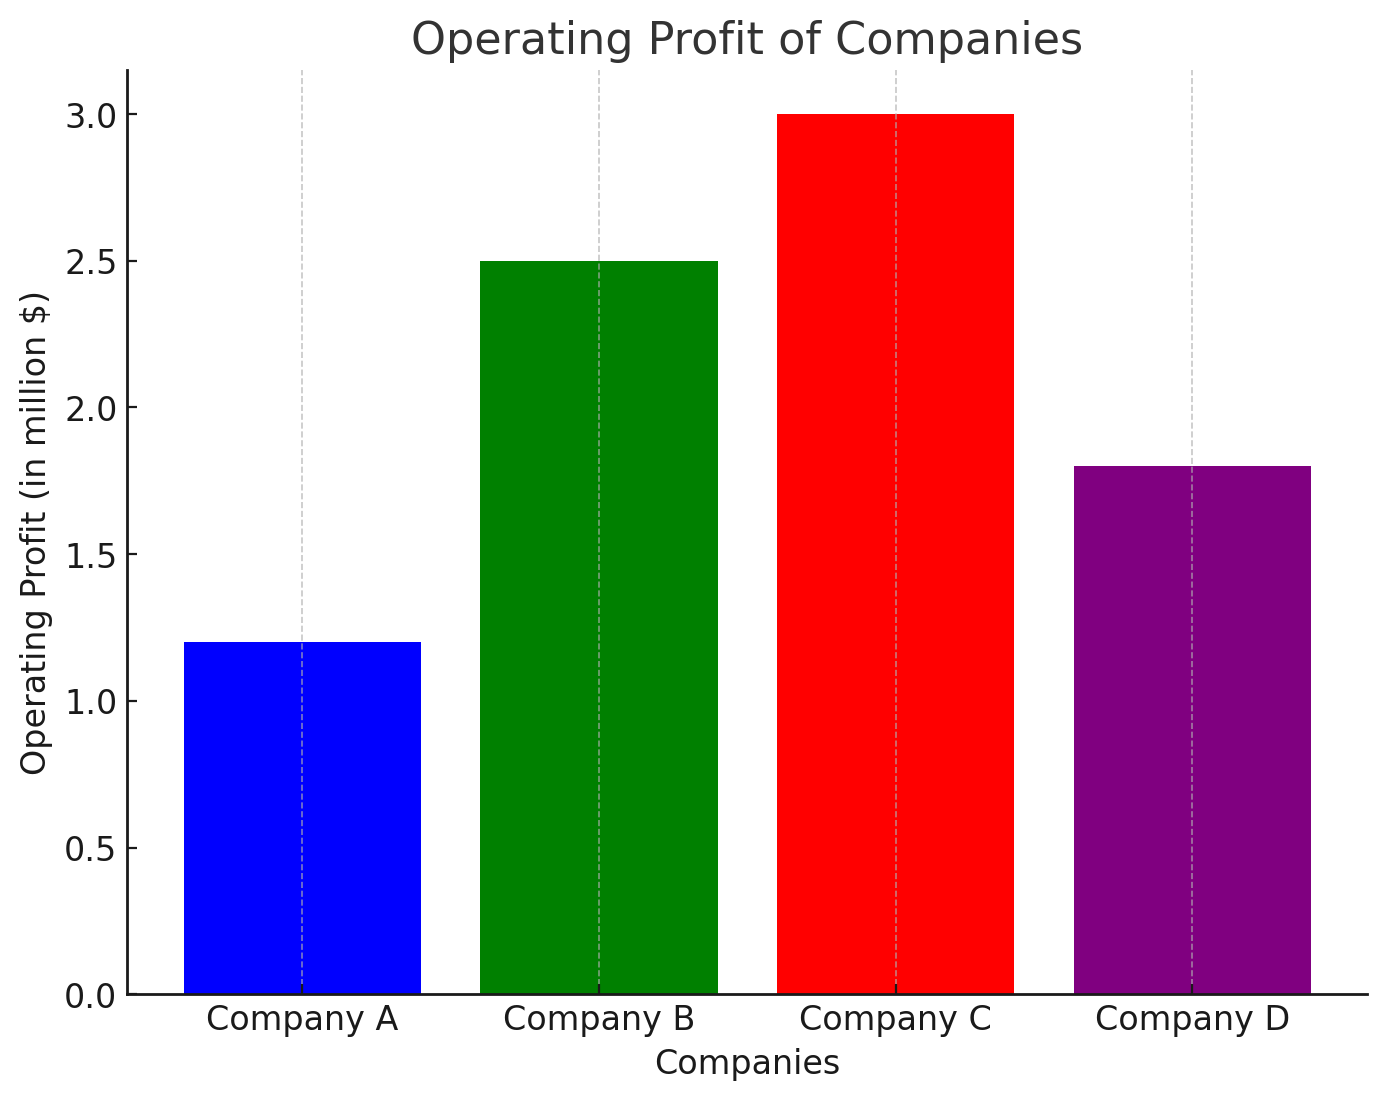 Operating Profit of Companies
Operating Profit (in million $)
3.0
2.5
2.0
1.5
1.0
0.5
0.0
Company A Company B Company C Company D
Companies